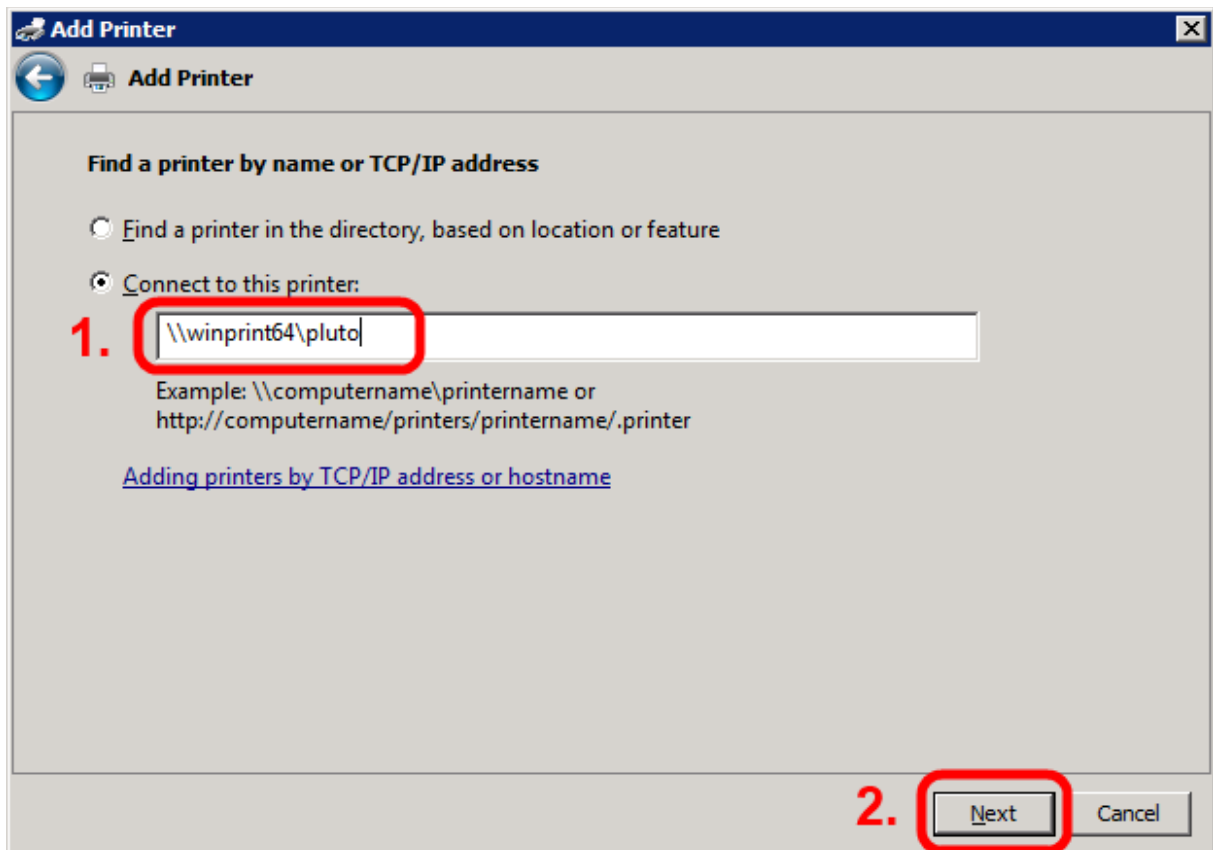 Add Printer
Add Printer
Find a printer by name or TCP/IP address
Find a printer in the directory, based on location or feature
Connect to this printer:
1. \\winprint64\pluto
Example: \\computername\printername or
http://computername/printers/printername/.printer
Adding printers by TCP/IP address or hostname
2. Next Cancel